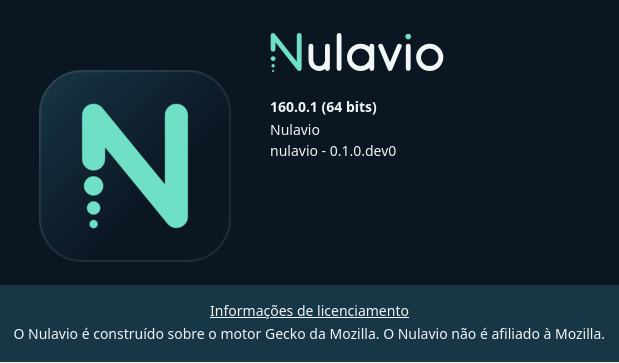 Nulavio
160.0.1 (64 bits)
Nulavio
nulavio - 0.1.0.dev0
N
Informações de licenciamento
O Nulavio é construído sobre o motor Gecko da Mozilla. O Nulavio não é afiliado à Mozilla.